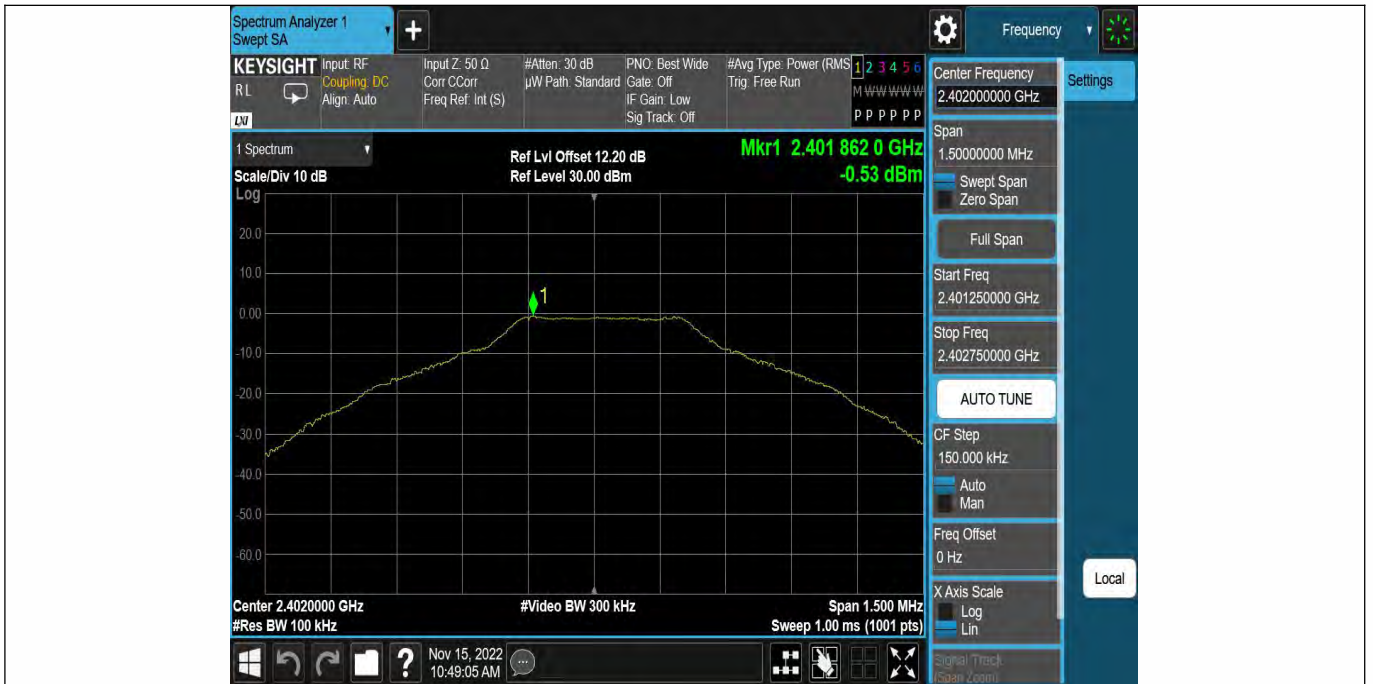 Spectrum Analyzer 1
Swept SA
+
Frequency
KEYSIGHT
RL
LXI
Input: RF
Coupling: DC
Align: Auto
Input Z: 50 Ω
Corr CCorr
Freq Ref: Int (S)
#Atten: 30 dB
µW Path: Standard
PNO: Best Wide
Gate: Off
IF Gain: Low
Sig Track: Off
#Avg Type: Power (RMS
Trig: Free Run
1 2 3 4 5 6
M W W W W W
P P P P P P
1 Spectrum
Scale/Div 10 dB
Ref Lvl Offset 12.20 dB
Ref Level 30.00 dBm
Mkr1 2.401 862 0 GHz
-0.53 dBm
Log
20.0
10.0
0.00
-10.0
-20.0
-30.0
-40.0
-50.0
-60.0
1
Center 2.4020000 GHz
#Res BW 100 kHz
#Video BW 300 kHz
Span 1.500 MHz
Sweep 1.00 ms (1001 pts)
Nov 15, 2022
10:49:05 AM
?
Center Frequency
2.402000000 GHz
Settings
Span
1.50000000 MHz
Swept Span
Zero Span
Full Span
Start Freq
2.401250000 GHz
Stop Freq
2.402750000 GHz
AUTO TUNE
CF Step
150.000 kHz
Auto
Man
Freq Offset
0 Hz
X Axis Scale
Log
Lin
Signal Track
(Span Zoom)
Local